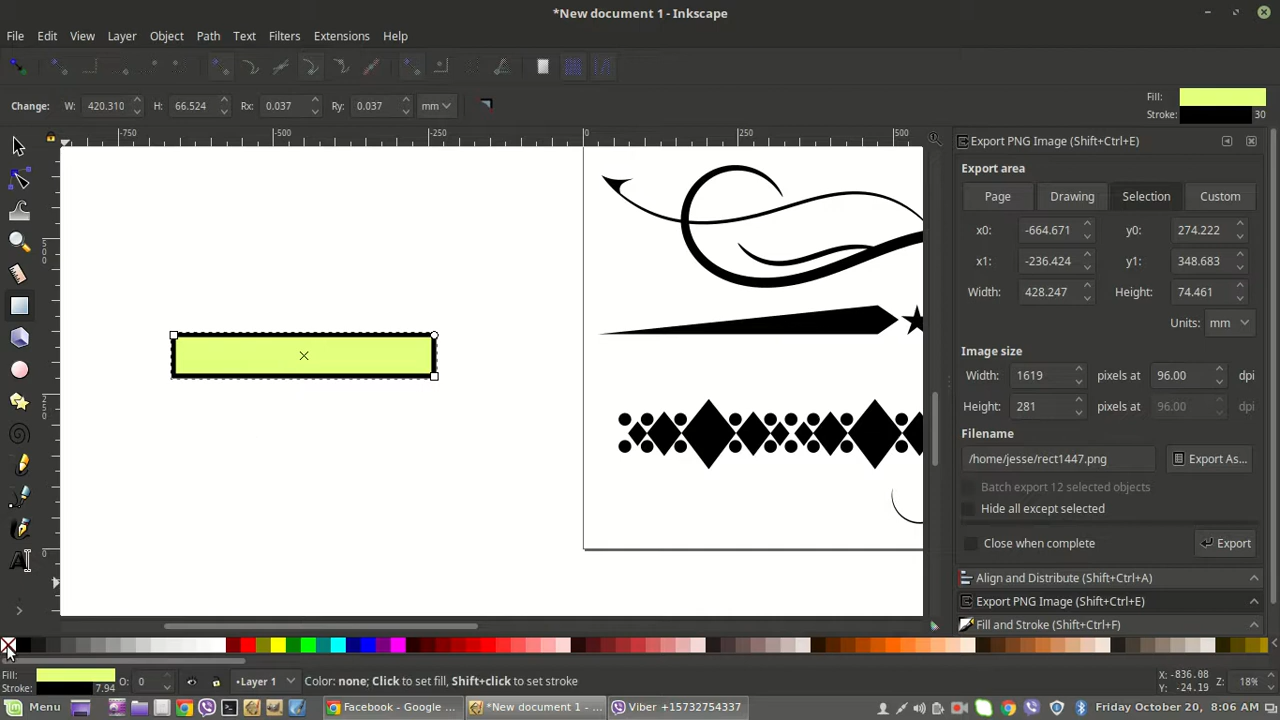 *New document 1 - Inkscape
File Edit View Layer Object Path Text Filters Extensions Help
Change: W: 420.310 H: 66.524 Rx: 0.037 Ry: 0.037 mm
Fill:
Stroke: 30
-750 -500 -250 0 250 500
Export PNG Image (Shift+Ctrl+E)
Export area
Page Drawing Selection Custom
x0: -664.671 y0: 274.222
x1: -236.424 y1: 348.683
Width: 428.247 Height: 74.461
Units: mm
Image size
Width: 1619 pixels at 96.00 dpi
Height: 281 pixels at 96.00 dpi
Filename
/home/jesse/rect1447.png Export As...
Batch export 12 selected objects
Hide all except selected
Close when complete Export
Align and Distribute (Shift+Ctrl+A)
Export PNG Image (Shift+Ctrl+E)
Fill and Stroke (Shift+Ctrl+F)
5
0
0
2
5
0
0
Fill:
Stroke: 7.94
O: 0 •Layer 1 Color: none; Click to set fill, Shift+click to set stroke
X: -836.08
Y: -24.19
Z: 18%
Menu Facebook - Google ... *New document 1 - ... Viber +15732754337 Friday October 20, 8:06 AM